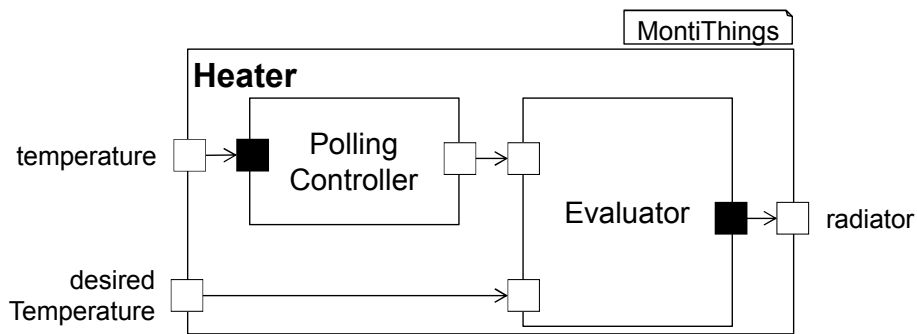 MontiThings
Heater
temperature
Polling
Controller
Evaluator
radiator
desired
Temperature